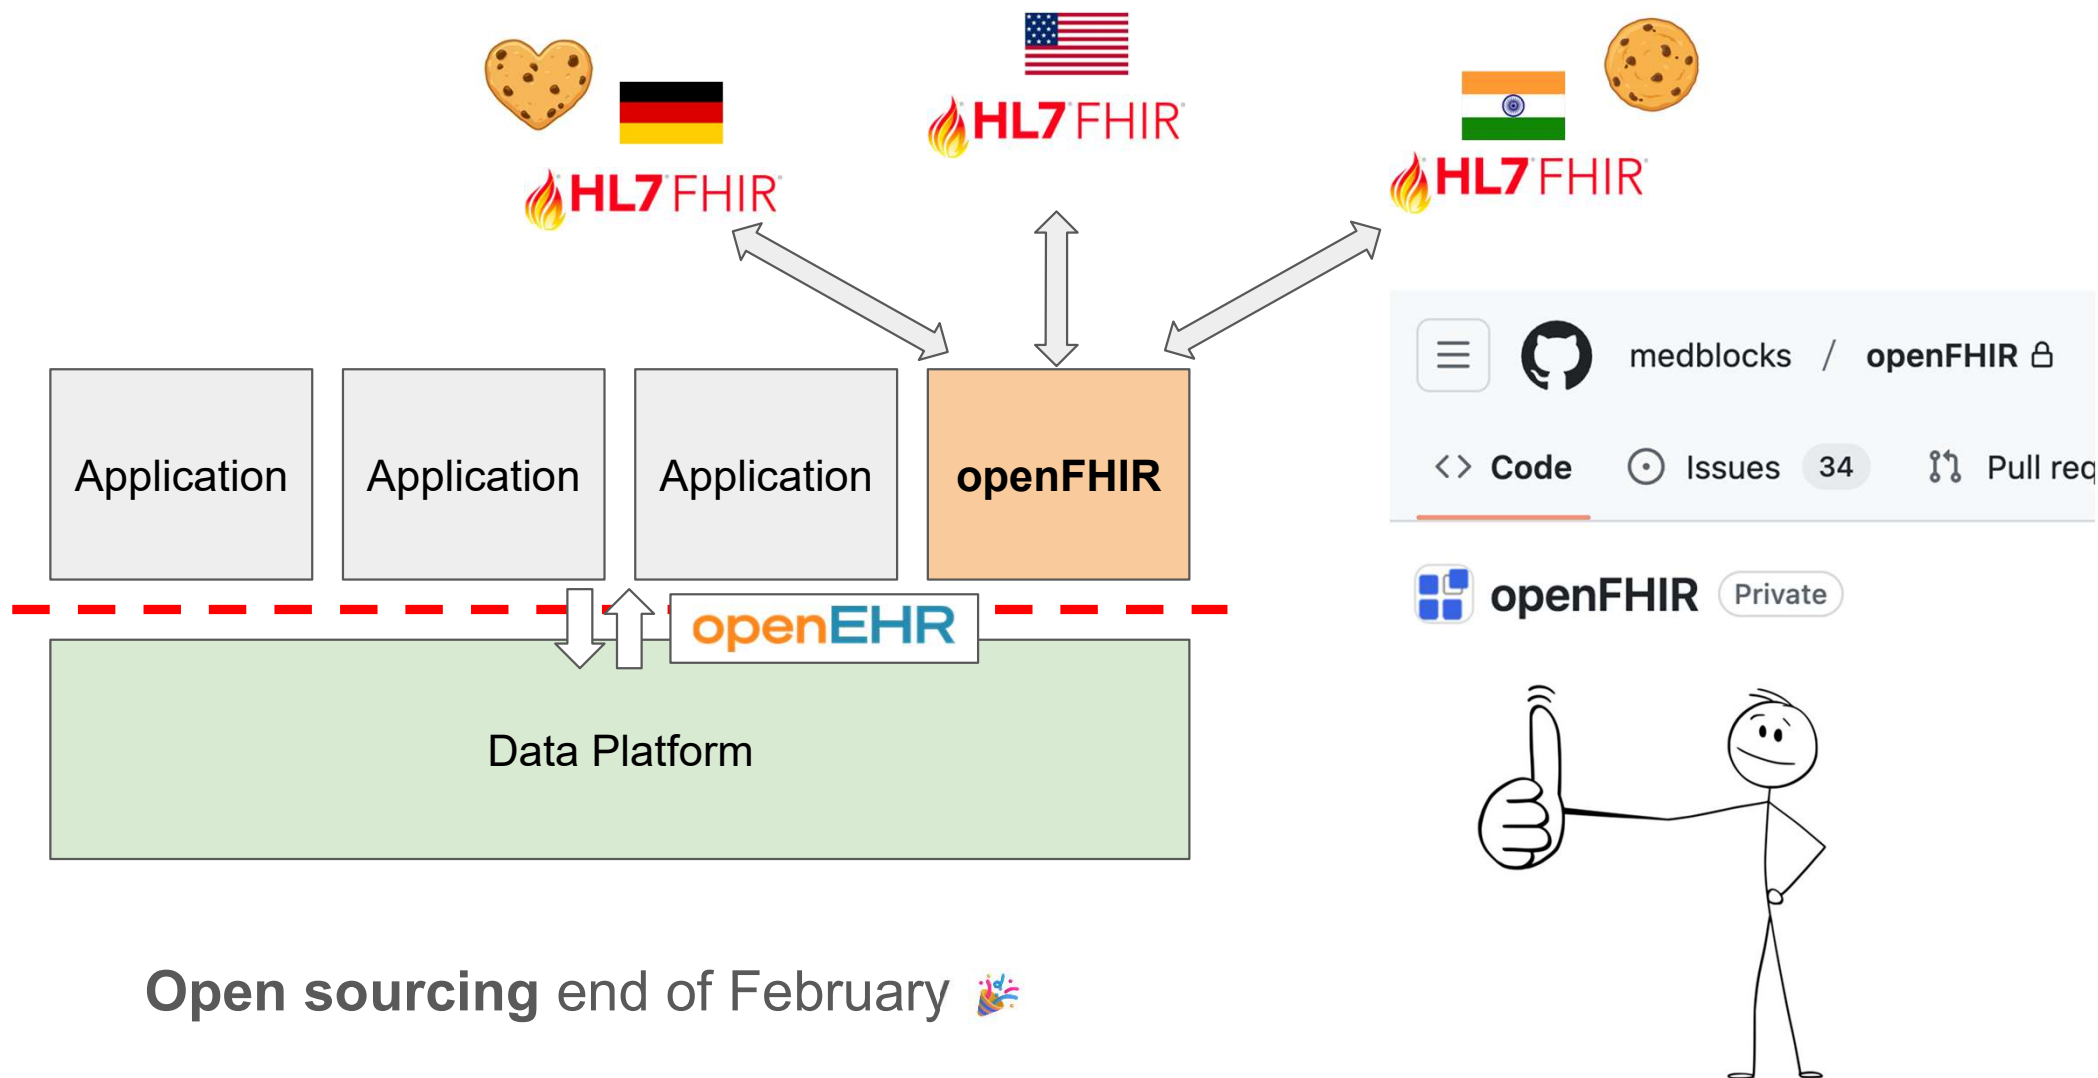 HL7 FHIR
HL7 FHIR
HL7 FHIR
medblocks / openFHIR
Code Issues 34 Pull req
openFHIR Private
Application Application Application openFHIR
openEHR
Data Platform
Open sourcing end of February